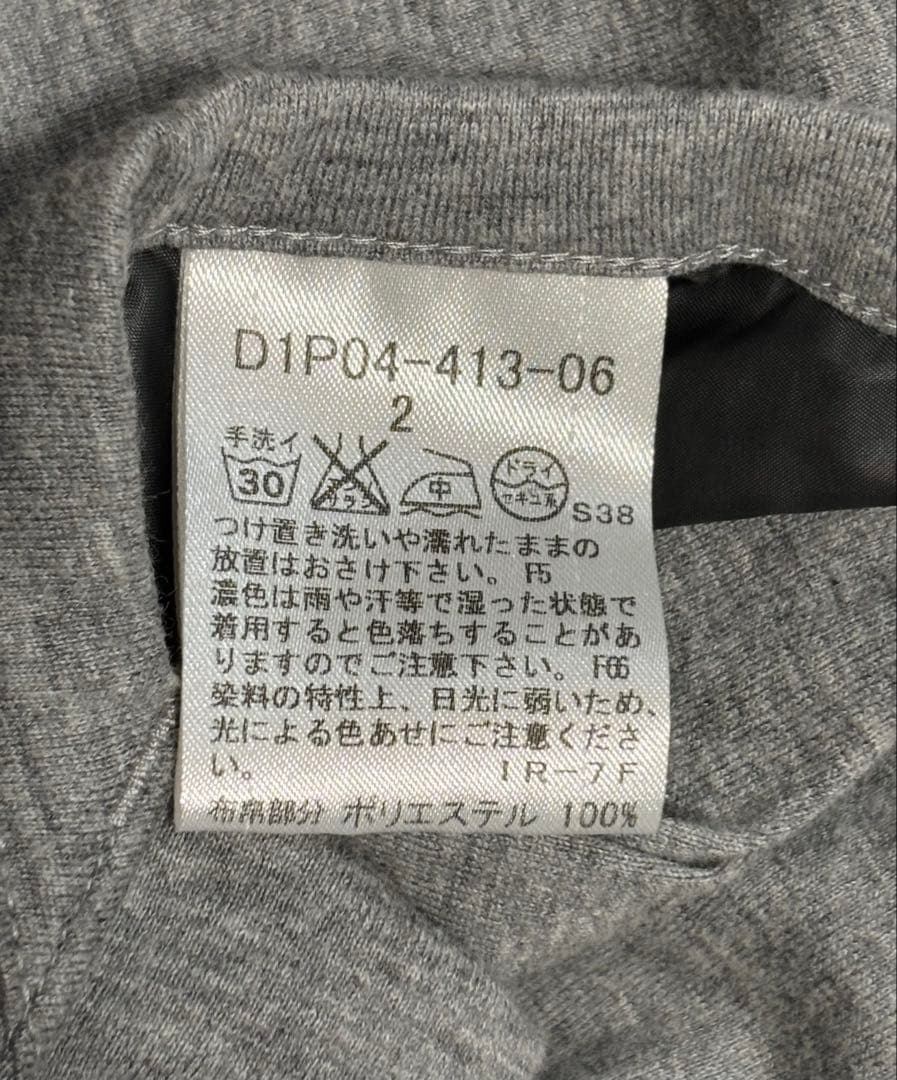 D1P04-413-06
2
手洗イ
30
ドライ
セキユ系
中
S38
つけ置き洗いや濡れたままの
放置はおさけ下さい。 F5
濃色は雨や汗等で湿った状態で
着用すると色落ちすることがあ
りますのでご注意下さい。 F66
染料の特性上、日光に弱いため、
光による色あせにご注意くださ
い。 IR-7F
布帛部分 ポリエステル 100%